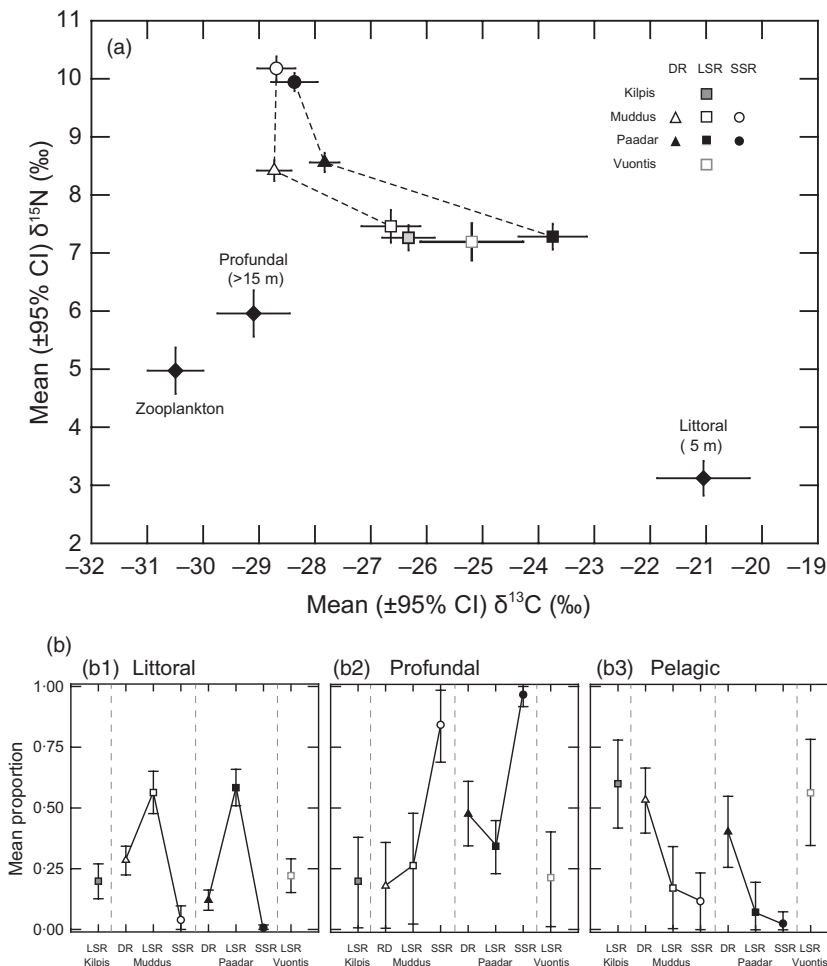 (a)
Mean (±95% CI) δ15N (‰)
11
10
9
8
7
6
5
4
3
2
DR LSR SSR
Kilpis
Muddus
Paadar
Vuontis
Profundal
(>15 m)
Zooplankton
Littoral
( 5 m)
–32 –31 –30 –29 –28 –27 –26 –25 –24 –23 –22 –21 –20 –19
Mean (±95% CI) δ13C (‰)
(b)
(b1) Littoral
(b2) Profundal
(b3) Pelagic
Mean proportion
1·00
0·75
0·50
0·25
0·00
LSR DR LSR SSR DR LSR SSR LSR
Kilpis Muddus Paadar Vuontis
LSR RD LSR SSR DR LSR SSR LSR
Kilpis Muddus Paadar Vuontis
LSR DR LSR SSR DR LSR SSR LSR
Kilpis Muddus Paadar Vuontis